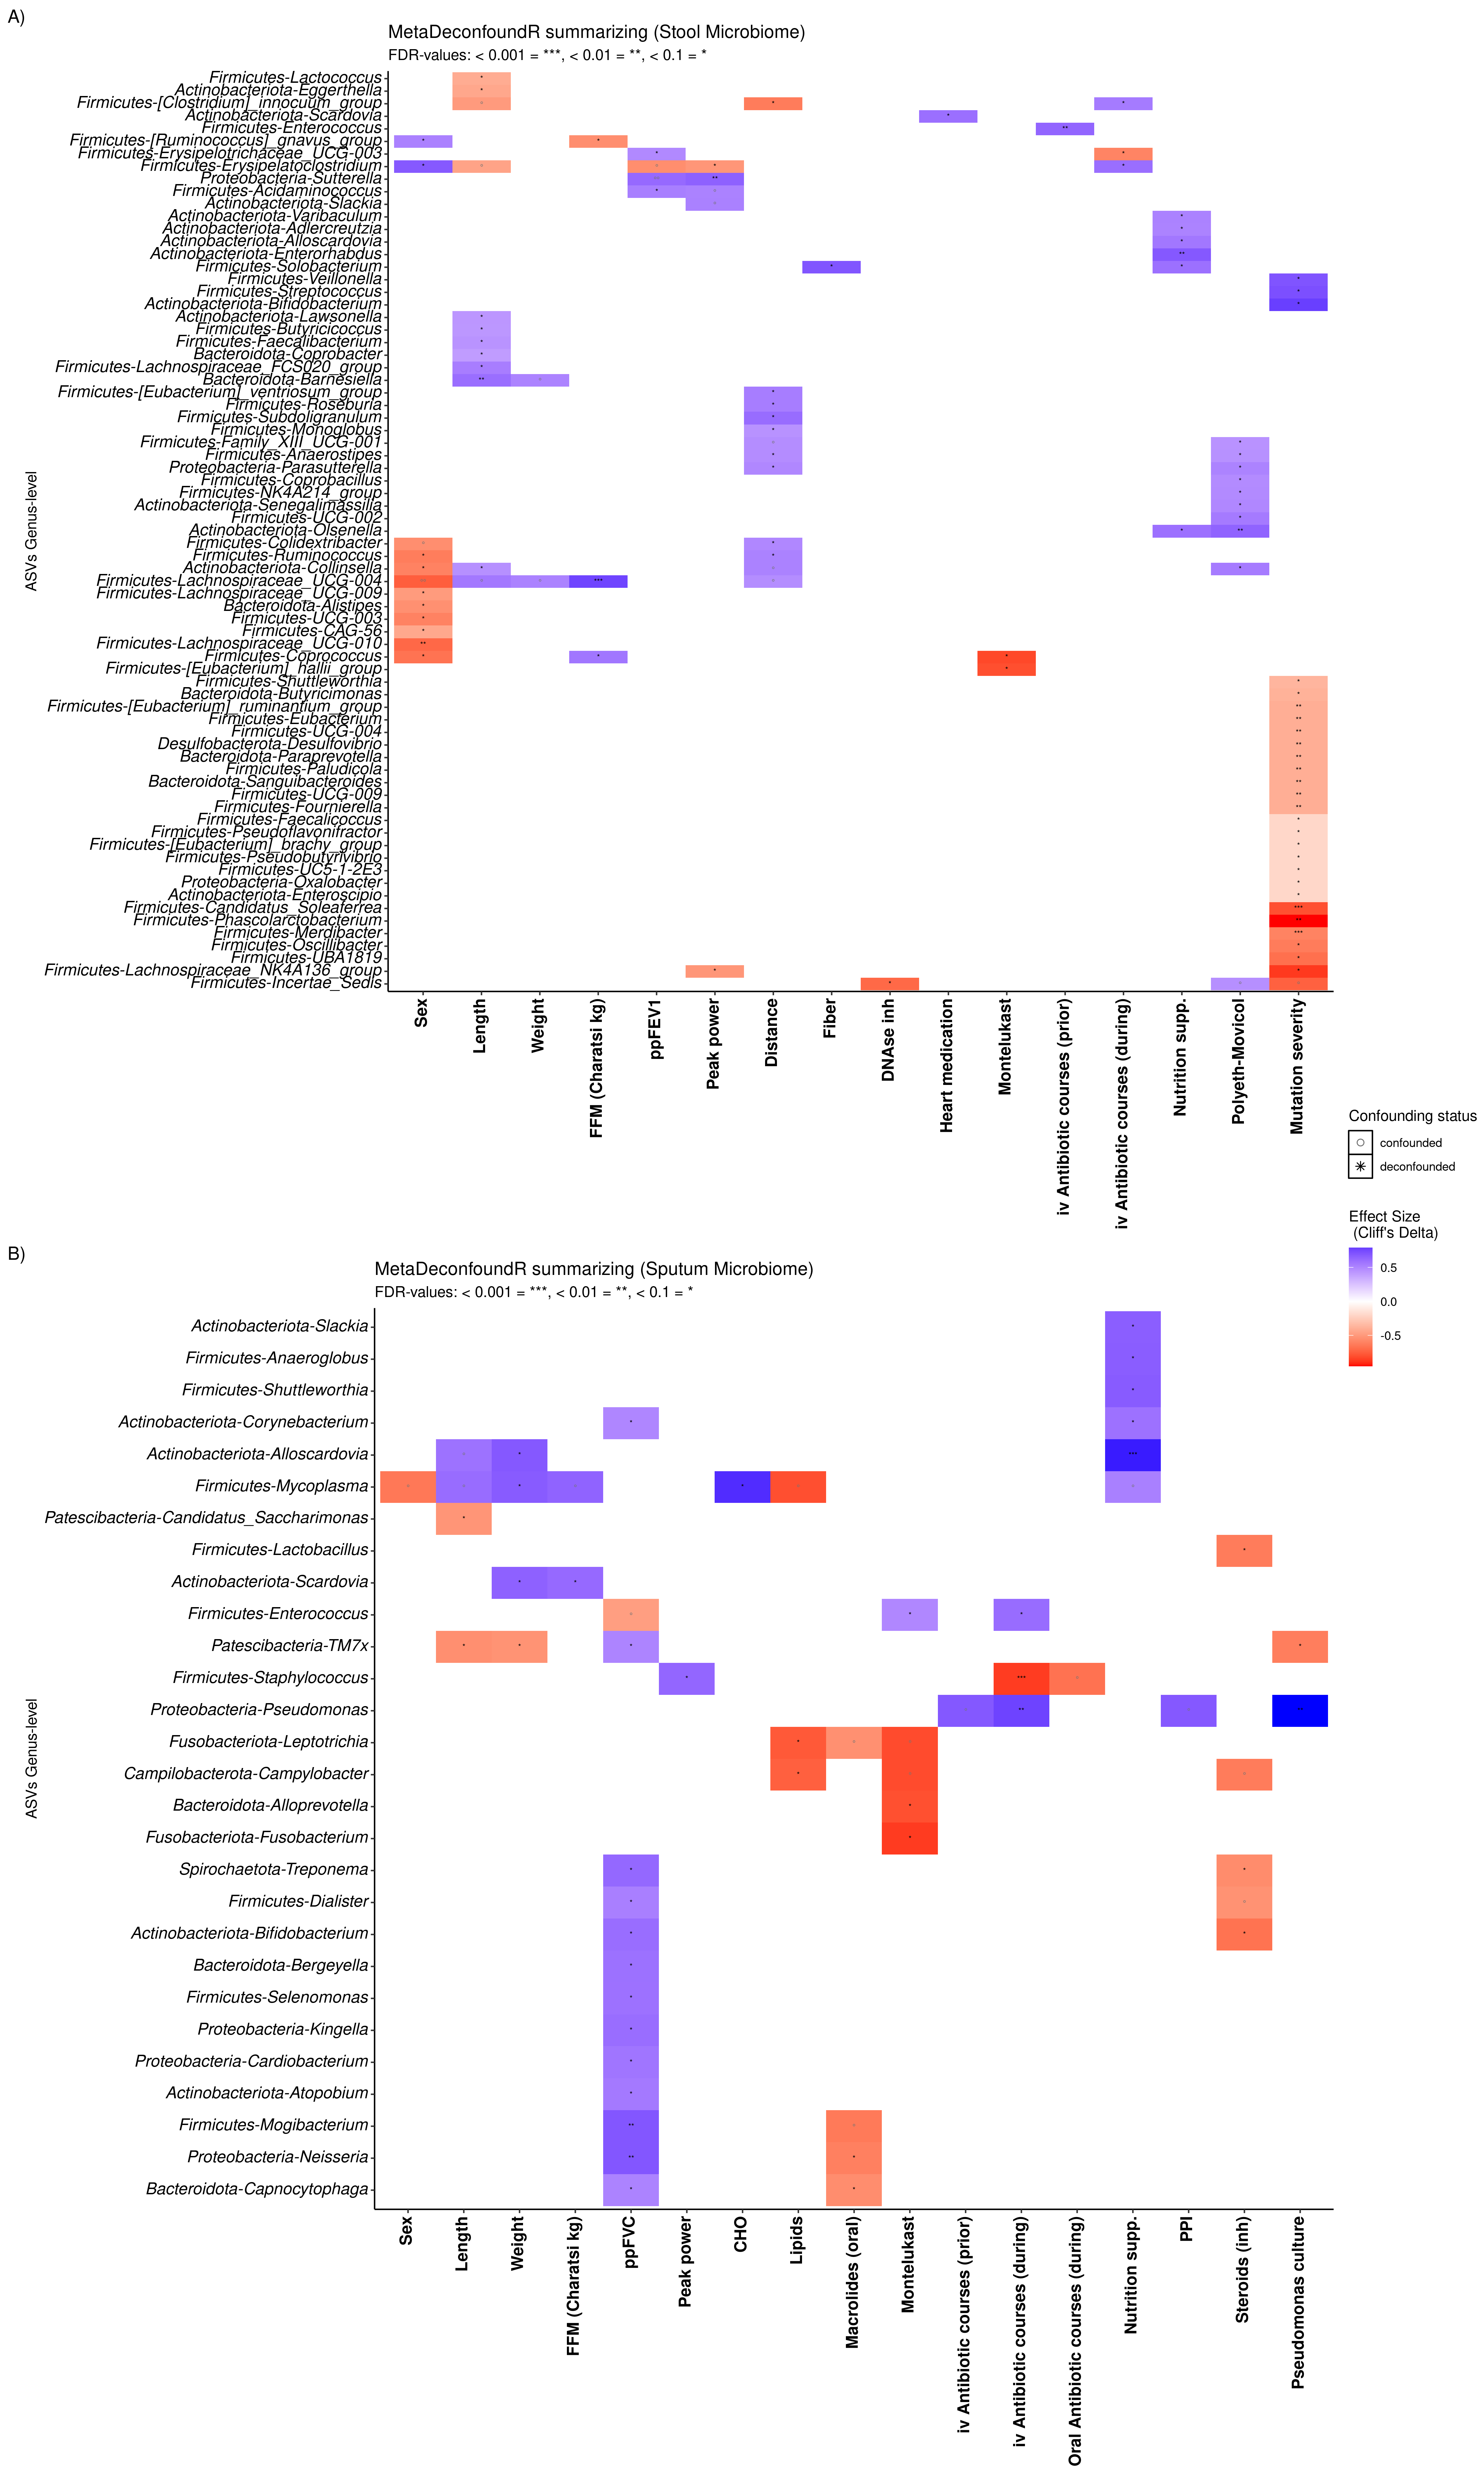 A)
MetaDeconfoundR summarizing (Stool Microbiome)
FDR-values: < 0.001 = ***, < 0.01 = **, < 0.1 = *
ASVs Genus-level
Firmicutes-Lactococcus
Actinobacteriota-Eggerthella
Firmicutes-[Clostridium]_innocuum_group
Actinobacteriota-Scardovia
Firmicutes-Enterococcus
Firmicutes-[Ruminococcus]_gnavus_group
Firmicutes-Erysipelotrichaceae_UCG-003
Firmicutes-Erysipelatoclostridium
Proteobacteria-Sutterella
Firmicutes-Acidaminococcus
Actinobacteriota-Slackia
Actinobacteriota-Varibaculum
Actinobacteriota-Adlercreutzia
Actinobacteriota-Alloscardovia
Actinobacteriota-Enterorhabdus
Firmicutes-Solobacterium
Firmicutes-Veillonella
Firmicutes-Streptococcus
Actinobacteriota-Bifidobacterium
Actinobacteriota-Lawsonella
Firmicutes-Butyricicoccus
Firmicutes-Faecalibacterium
Bacteroidota-Coprobacter
Firmicutes-Lachnospiraceae_FCS020_group
Bacteroidota-Barnesiella
Firmicutes-[Eubacterium]_ventriosum_group
Firmicutes-Roseburia
Firmicutes-Subdoligranulum
Firmicutes-Monoglobus
Firmicutes-Family_XIII_UCG-001
Firmicutes-Anaerostipes
Proteobacteria-Parasutterella
Firmicutes-Coprobacillus
Firmicutes-NK4A214_group
Actinobacteriota-Senegalimassilia
Firmicutes-UCG-002
Actinobacteriota-Olsenella
Firmicutes-Colidextribacter
Firmicutes-Ruminococcus
Actinobacteriota-Collinsella
Firmicutes-Lachnospiraceae_UCG-004
Firmicutes-Lachnospiraceae_UCG-009
Bacteroidota-Alistipes
Firmicutes-UCG-003
Firmicutes-CAG-56
Firmicutes-Lachnospiraceae_UCG-010
Firmicutes-Coprococcus
Firmicutes-[Eubacterium]_hallii_group
Firmicutes-Shuttleworthia
Bacteroidota-Butyricimonas
Firmicutes-[Eubacterium]_ruminantium_group
Firmicutes-Eubacterium
Firmicutes-UCG-004
Desulfobacterota-Desulfovibrio
Bacteroidota-Paraprevotella
Firmicutes-Paludicola
Bacteroidota-Sanguibacteroides
Firmicutes-UCG-009
Firmicutes-Fournierella
Firmicutes-Faecalicoccus
Firmicutes-Pseudoflavonifractor
Firmicutes-[Eubacterium]_brachy_group
Firmicutes-Pseudobutyrivibrio
Firmicutes-UC5-1-2E3
Proteobacteria-Oxalobacter
Actinobacteriota-Enteroscipio
Firmicutes-Candidatus_Soleaferrea
Firmicutes-Phascolarctobacterium
Firmicutes-Merdibacter
Firmicutes-Oscillibacter
Firmicutes-UBA1819
Firmicutes-Lachnospiraceae_NK4A136_group
Firmicutes-Incertae_Sedis
Sex
Length
Weight
FFM (Charatsi kg)
ppFEV1
Peak power
Distance
Fiber
DNAse inh
Heart medication
Montelukast
iv Antibiotic courses (prior)
iv Antibiotic courses (during)
Nutrition supp.
Polyeth-Movicol
Mutation severity
Confounding status
confounded
deconfounded
Effect Size
(Cliff's Delta)
0.5
0.0
-0.5
B)
MetaDeconfoundR summarizing (Sputum Microbiome)
FDR-values: < 0.001 = ***, < 0.01 = **, < 0.1 = *
ASVs Genus-level
Actinobacteriota-Slackia
Firmicutes-Anaeroglobus
Firmicutes-Shuttleworthia
Actinobacteriota-Corynebacterium
Actinobacteriota-Alloscardovia
Firmicutes-Mycoplasma
Patescibacteria-Candidatus_Saccharimonas
Firmicutes-Lactobacillus
Actinobacteriota-Scardovia
Firmicutes-Enterococcus
Patescibacteria-TM7x
Firmicutes-Staphylococcus
Proteobacteria-Pseudomonas
Fusobacteriota-Leptotrichia
Campilobacterota-Campylobacter
Bacteroidota-Alloprevotella
Fusobacteriota-Fusobacterium
Spirochaetota-Treponema
Firmicutes-Dialister
Actinobacteriota-Bifidobacterium
Bacteroidota-Bergeyella
Firmicutes-Selenomonas
Proteobacteria-Kingella
Proteobacteria-Cardiobacterium
Actinobacteriota-Atopobium
Firmicutes-Mogibacterium
Proteobacteria-Neisseria
Bacteroidota-Capnocytophaga
Sex
Length
Weight
FFM (Charatsi kg)
ppFVC
Peak power
CHO
Lipids
Macrolides (oral)
Montelukast
iv Antibiotic courses (prior)
iv Antibiotic courses (during)
Oral Antibiotic courses (during)
Nutrition supp.
PPI
Steroids (inh)
Pseudomonas culture